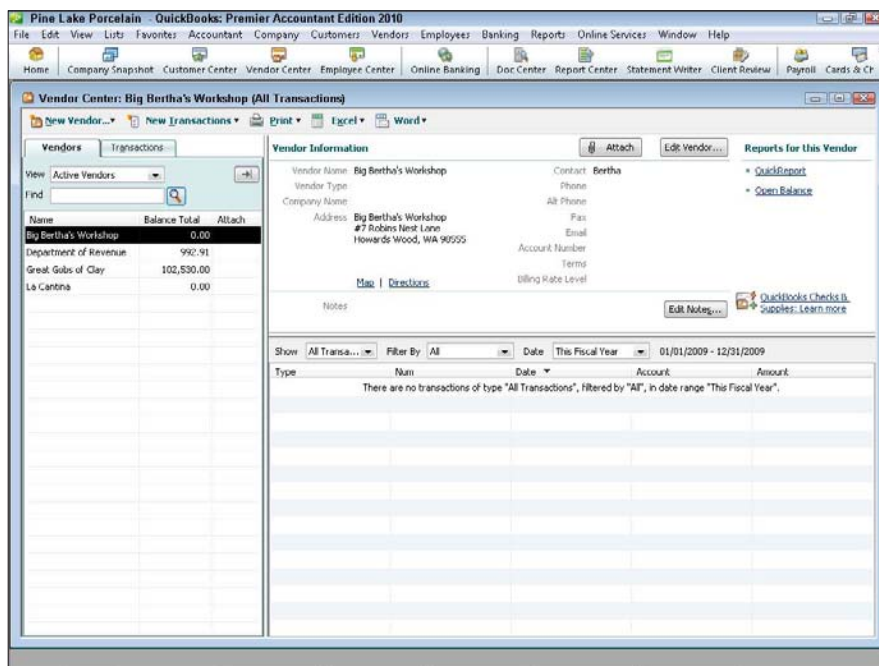 Pine Lake Porcelain - QuickBooks: Premier Accountant Edition 2010
File Edit View Lists Favorites Accountant Company Customers Vendors Employees Banking Reports Online Services Window Help
Home Company Snapshot Customer Center Vendor Center Employee Center Online Banking Doc Center Report Center Statement Writer Client Review Payroll Cards & Cr
Vendor Center: Big Bertha's Workshop (All Transactions)
New Vendor... New Transactions Print Excel Word
Vendors Transactions
View Active Vendors
Find
Name Balance Total Attach
Big Bertha's Workshop 0.00
Department of Revenue 992.91
Great Gobs of Clay 102,530.00
La Cantina 0.00
Vendor Information Attach Edit Vendor... Reports for this Vendor
Vendor Name Big Bertha's Workshop Contact Bertha QuickReport
Vendor Type Phone Open Balance
Company Name Alt Phone
Address Big Bertha's Workshop Fax
#7 Robins Nest Lane Email
Howards Wood, WA 98555
Account Number
Terms
Map | Directions Billing Rate Level
Notes Edit Notes... QuickBooks Checks &
Supplies: Learn more
Show All Transa... Filter By All Date This Fiscal Year 01/01/2009 - 12/31/2009
Type Num Date Account Amount
There are no transactions of type "All Transactions", filtered by "All", in date range "This Fiscal Year".